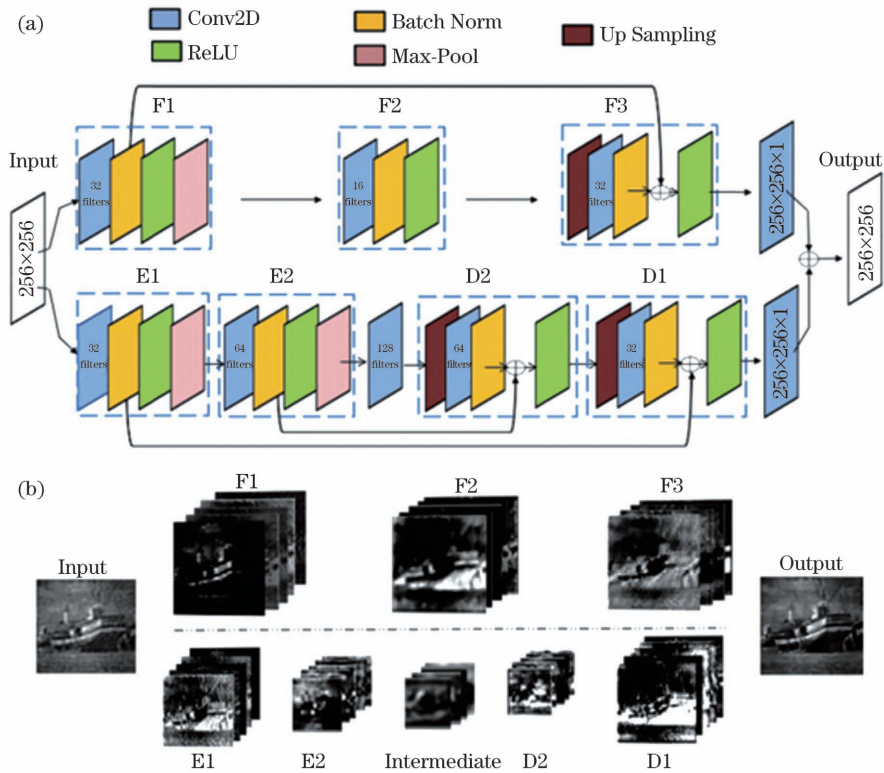 (a)
Conv2D
Batch Norm
Up Sampling
ReLU
Max-Pool
F1
F2
F3
Input
Output
32
filters
16
filters
32
filters
256×256×1
256×256
256×256
E1
E2
D2
D1
32
filters
64
filters
128
filters
64
filters
32
filters
256×256×1
(b)
F1
F2
F3
Input
Output
E1
E2
Intermediate
D2
D1